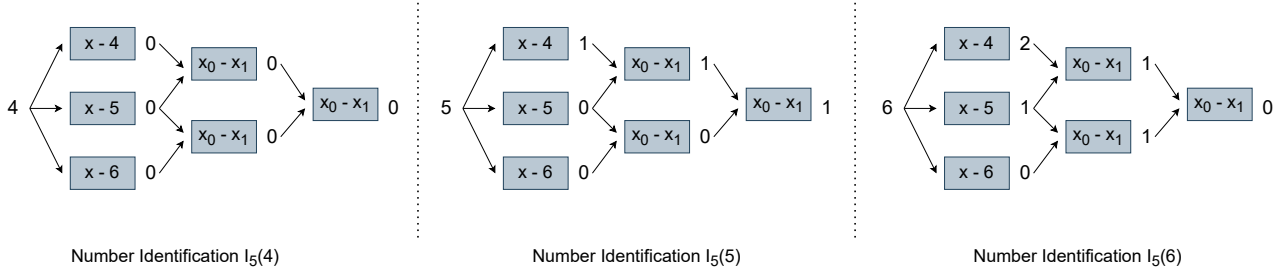 4
x - 4 0
x - 5 0
x - 6 0
x₀ - x₁ 0
x₀ - x₁ 0
x₀ - x₁ 0
Number Identification I₅(4)
5
x - 4 1
x - 5 0
x - 6 0
x₀ - x₁ 1
x₀ - x₁ 0
x₀ - x₁ 1
Number Identification I₅(5)
6
x - 4 2
x - 5 1
x - 6 0
x₀ - x₁ 1
x₀ - x₁ 1
x₀ - x₁ 0
Number Identification I₅(6)